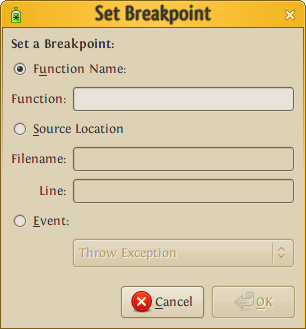 Set Breakpoint
Set a Breakpoint:
Function Name:
Function:
Source Location
Filename:
Line:
Event:
Throw Exception
Cancel
OK